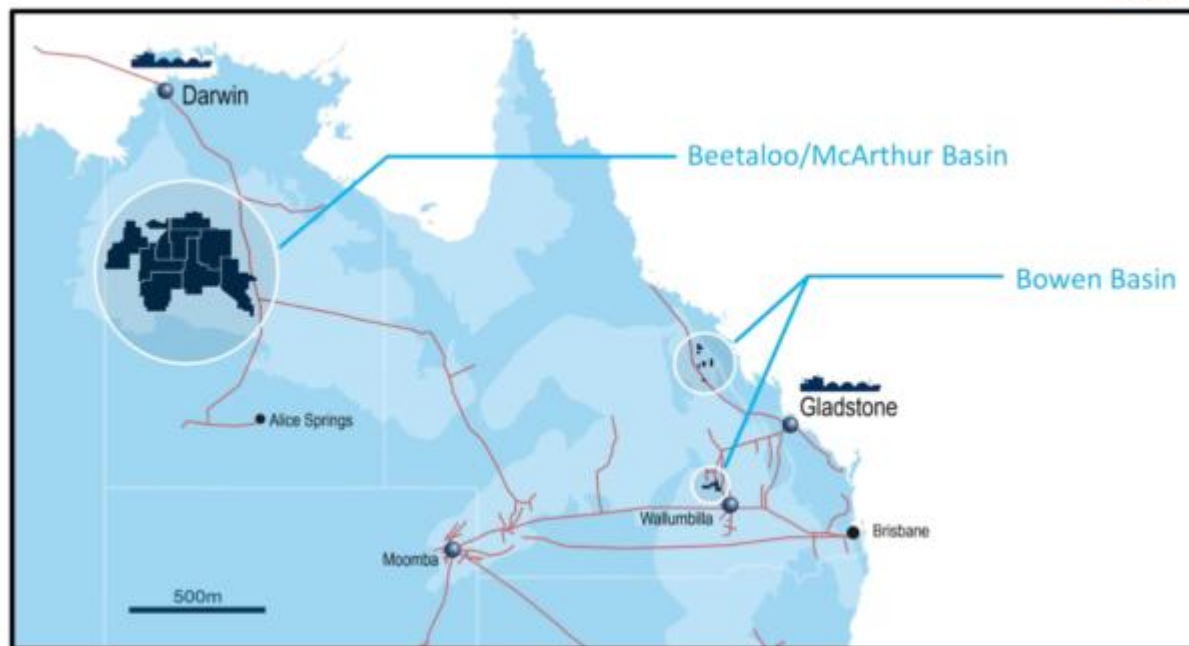 Darwin
Beetaloo/McArthur Basin
Bowen Basin
Gladstone
Alice Springs
Wallumbilla
Brisbane
Moomba
500m